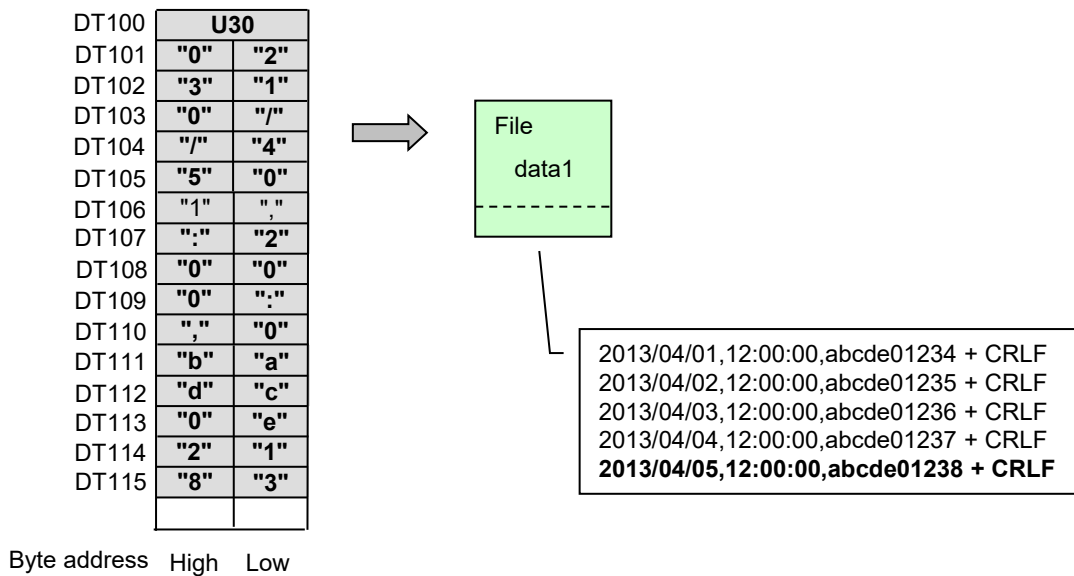 DT100 U30
DT101 "0" "2"
DT102 "3" "1"
DT103 "0" "/"
DT104 "/" "4"
DT105 "5" "0"
DT106 "1" ","
DT107 ":" "2"
DT108 "0" "0"
DT109 "0" ":"
DT110 "," "0"
DT111 "b" "a"
DT112 "d" "c"
DT113 "0" "e"
DT114 "2" "1"
DT115 "8" "3"
Byte address High Low
File
data1
2013/04/01,12:00:00,abcde01234 + CRLF
2013/04/02,12:00:00,abcde01235 + CRLF
2013/04/03,12:00:00,abcde01236 + CRLF
2013/04/04,12:00:00,abcde01237 + CRLF
2013/04/05,12:00:00,abcde01238 + CRLF